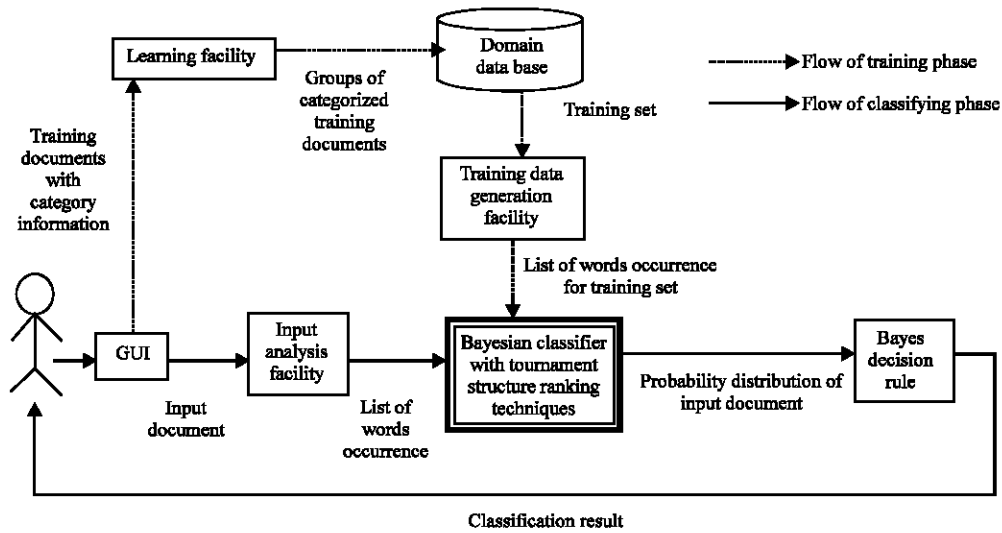 Learning facility
Groups of
categorized
training
documents
Domain
data base
Flow of training phase
Flow of classifying phase
Training set
Training
documents
with
category
information
Training data
generation
facility
List of words occurrence
for training set
GUI
Input
document
Input
analysis
facility
List of
words
occurrence
Bayesian classifier
with tournament
structure ranking
techniques
Probability distribution of
input document
Bayes
decision
rule
Classification result